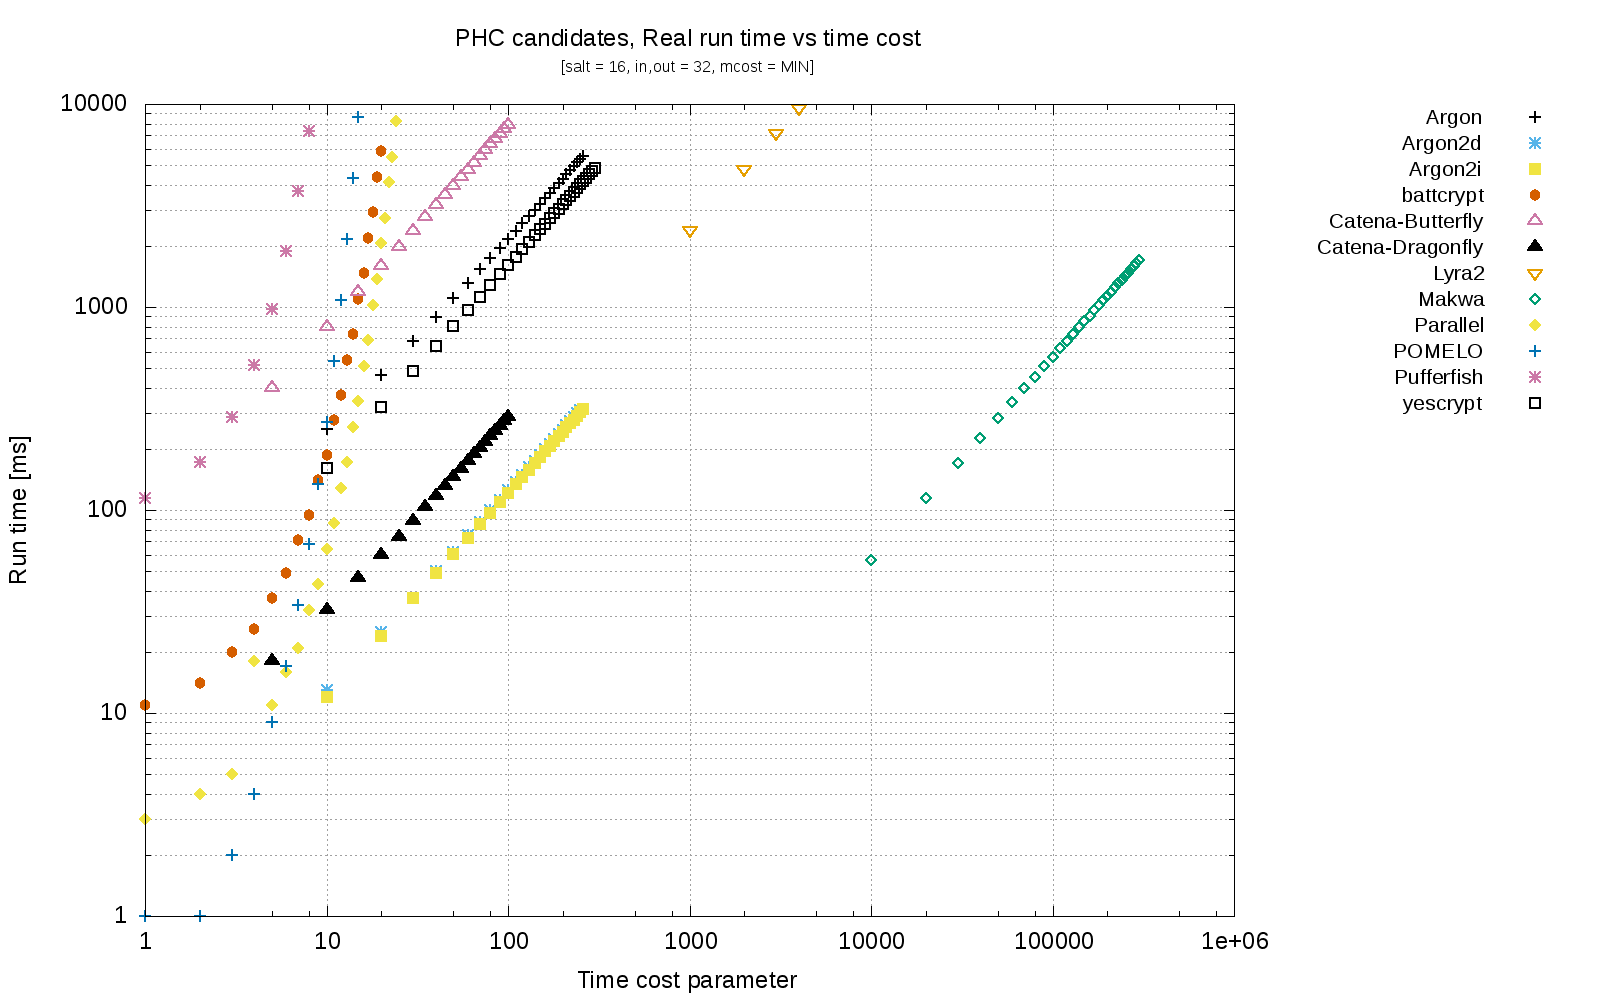 PHC candidates, Real run time vs time cost
[salt = 16, in,out = 32, mcost = MIN]
Run time [ms]
10000
1000
100
10
1
1 10 100 1000 10000 100000 1e+06
Time cost parameter
Argon
Argon2d
Argon2i
battcrypt
Catena-Butterfly
Catena-Dragonfly
Lyra2
Makwa
Parallel
POMELO
Pufferfish
yescrypt